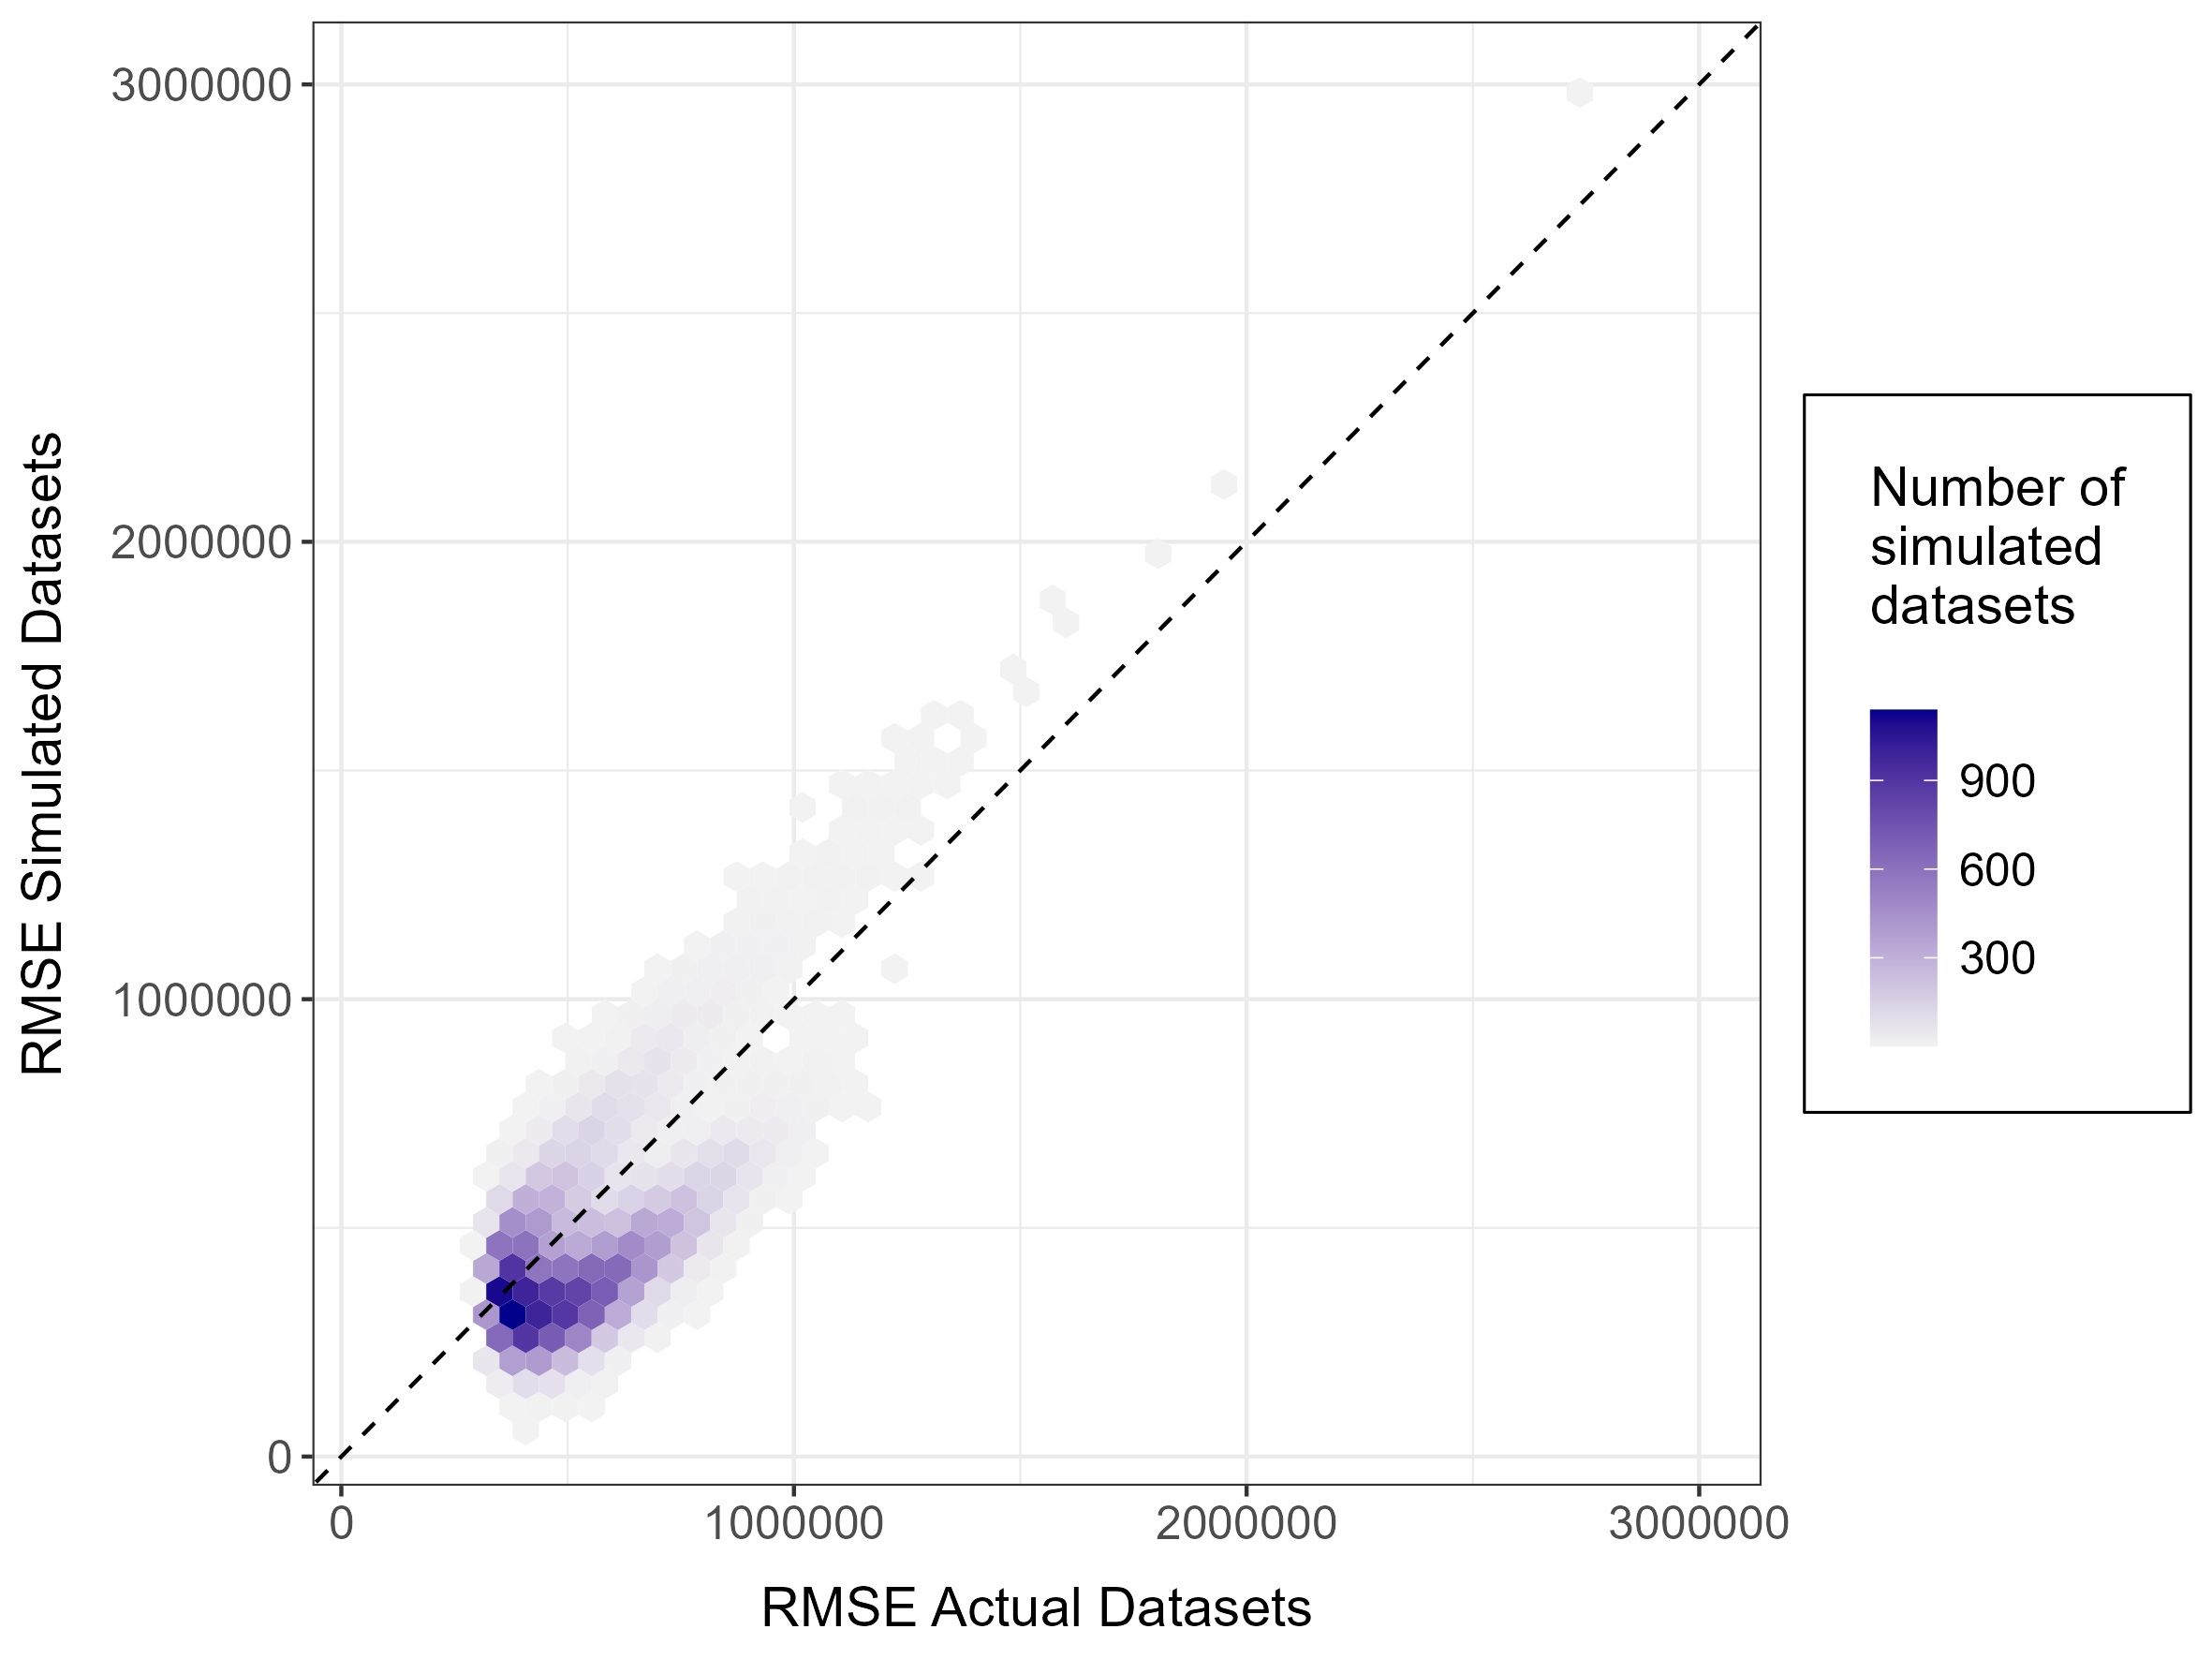 RMSE Simulated Datasets
3000000
2000000
1000000
0
0 1000000 2000000 3000000
RMSE Actual Datasets
Number of
simulated
datasets
900
600
300